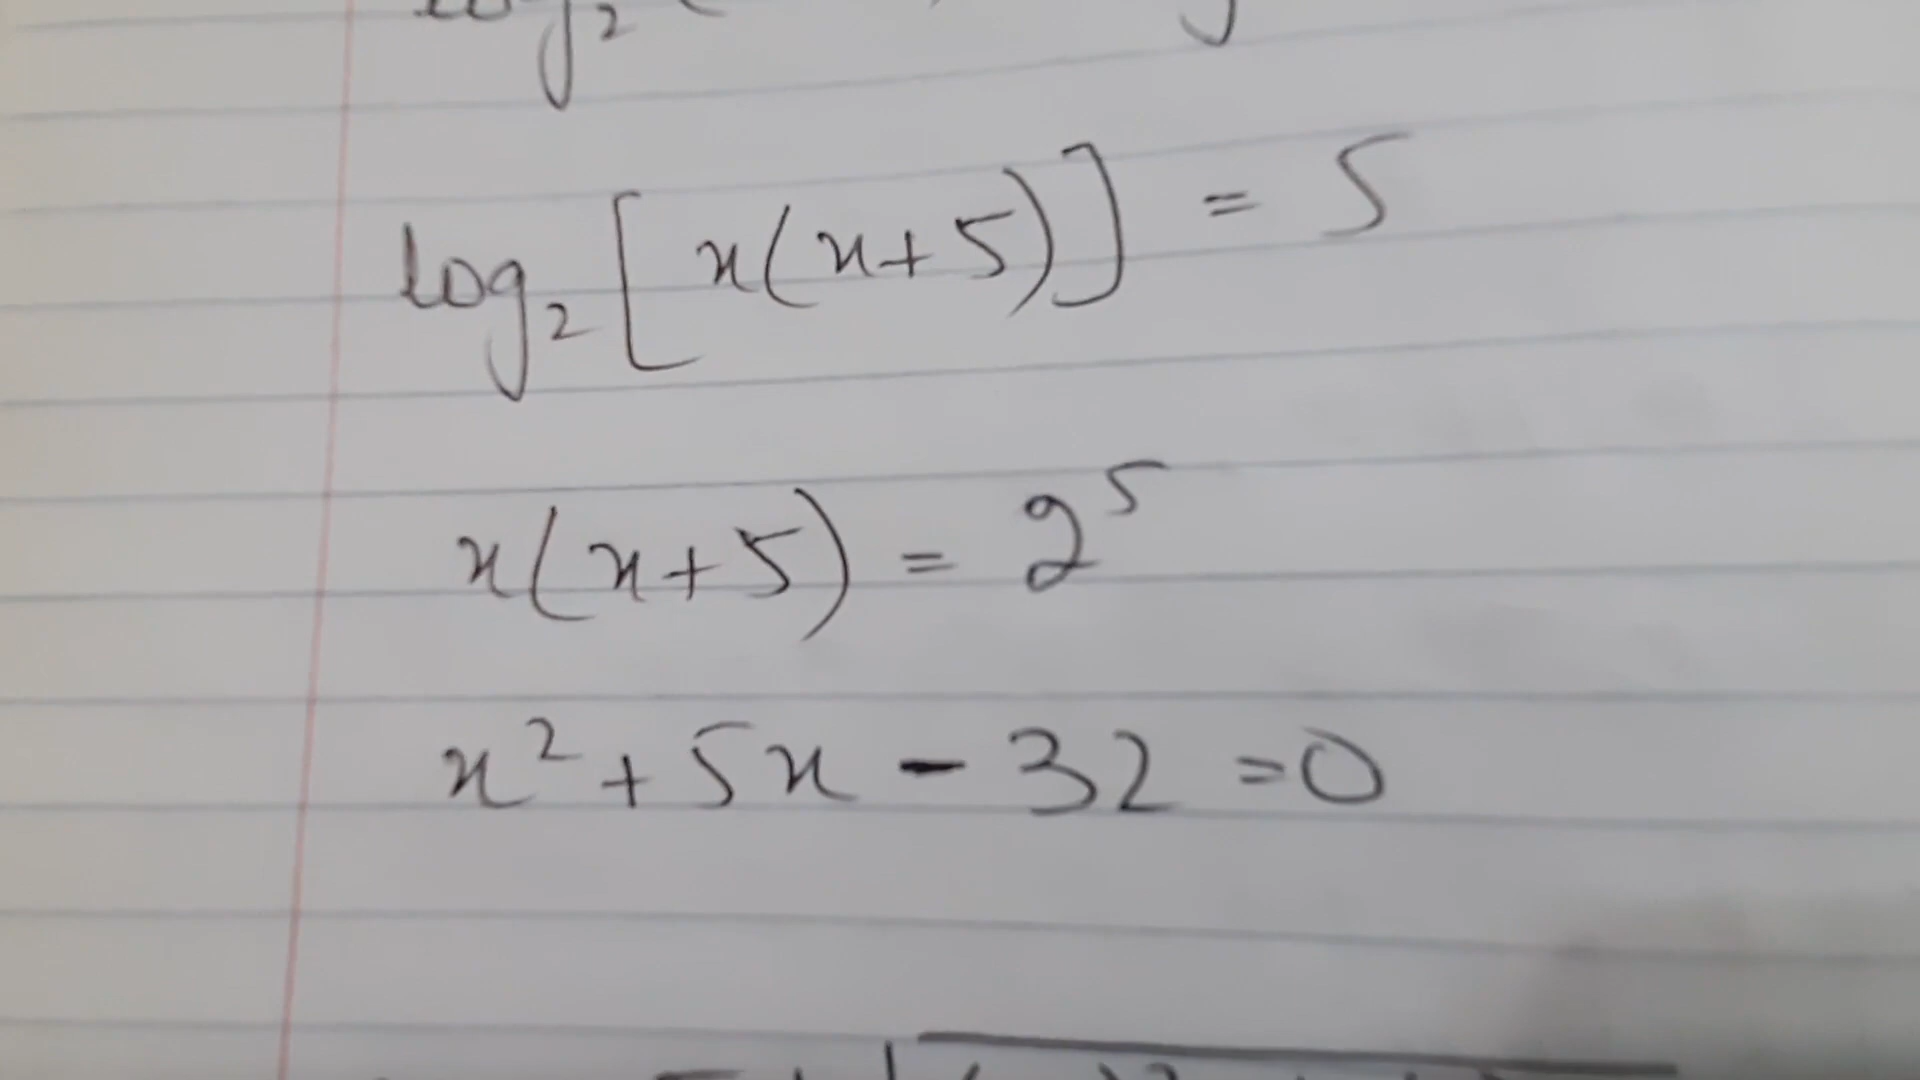 log₂[x(x+5)] = 5
x(x+5) = 2⁵
x² + 5x - 32 = 0